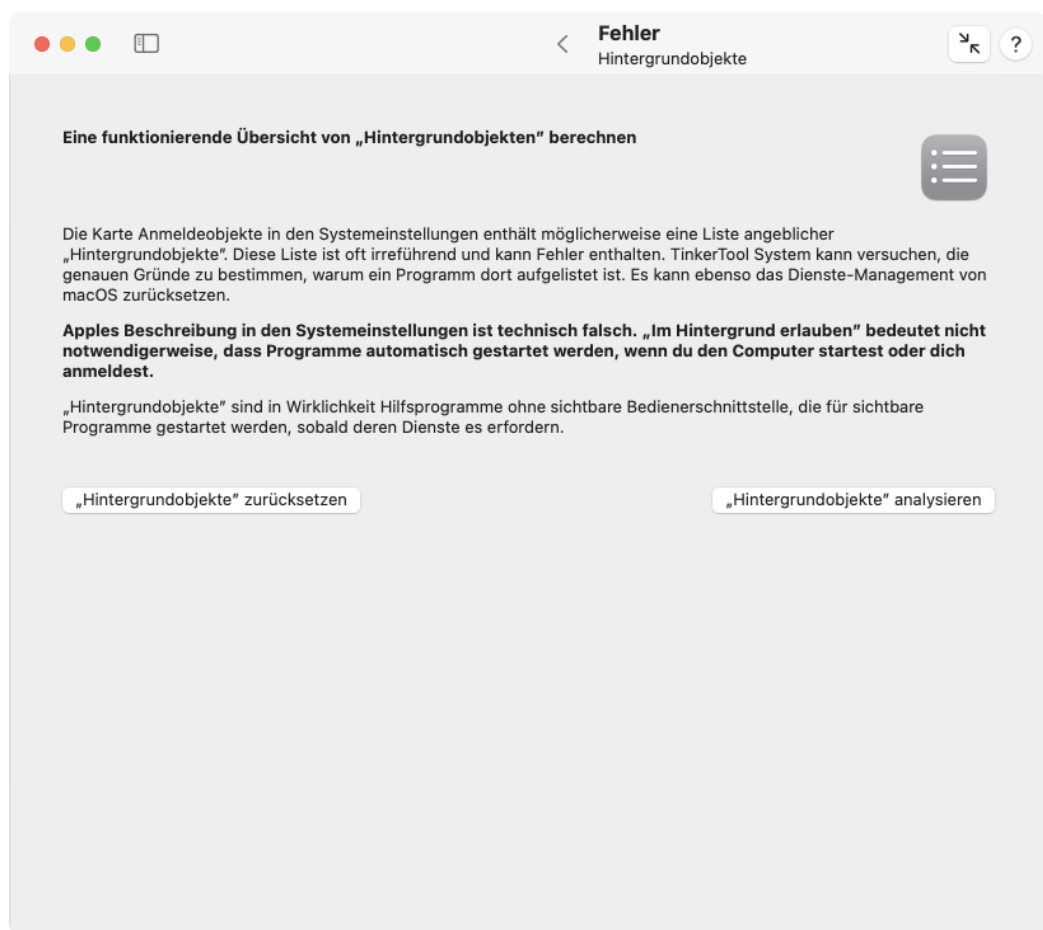 Fehler
Hintergrundobjekte
?
Eine funktionierende Übersicht von „Hintergrundobjekten” berechnen
Die Karte Anmeldeobjekte in den Systemeinstellungen enthält möglicherweise eine Liste angeblicher
„Hintergrundobjekte”. Diese Liste ist oft irreführend und kann Fehler enthalten. TinkerTool System kann versuchen, die
genauen Gründe zu bestimmen, warum ein Programm dort aufgelistet ist. Es kann ebenso das Dienste-Management von
macOS zurücksetzen.
Apples Beschreibung in den Systemeinstellungen ist technisch falsch. „Im Hintergrund erlauben” bedeutet nicht
notwendigerweise, dass Programme automatisch gestartet werden, wenn du den Computer startest oder dich
anmeldest.
„Hintergrundobjekte” sind in Wirklichkeit Hilfsprogramme ohne sichtbare Bedienerschnittstelle, die für sichtbare
Programme gestartet werden, sobald deren Dienste es erfordern.
„Hintergrundobjekte” zurücksetzen
„Hintergrundobjekte” analysieren